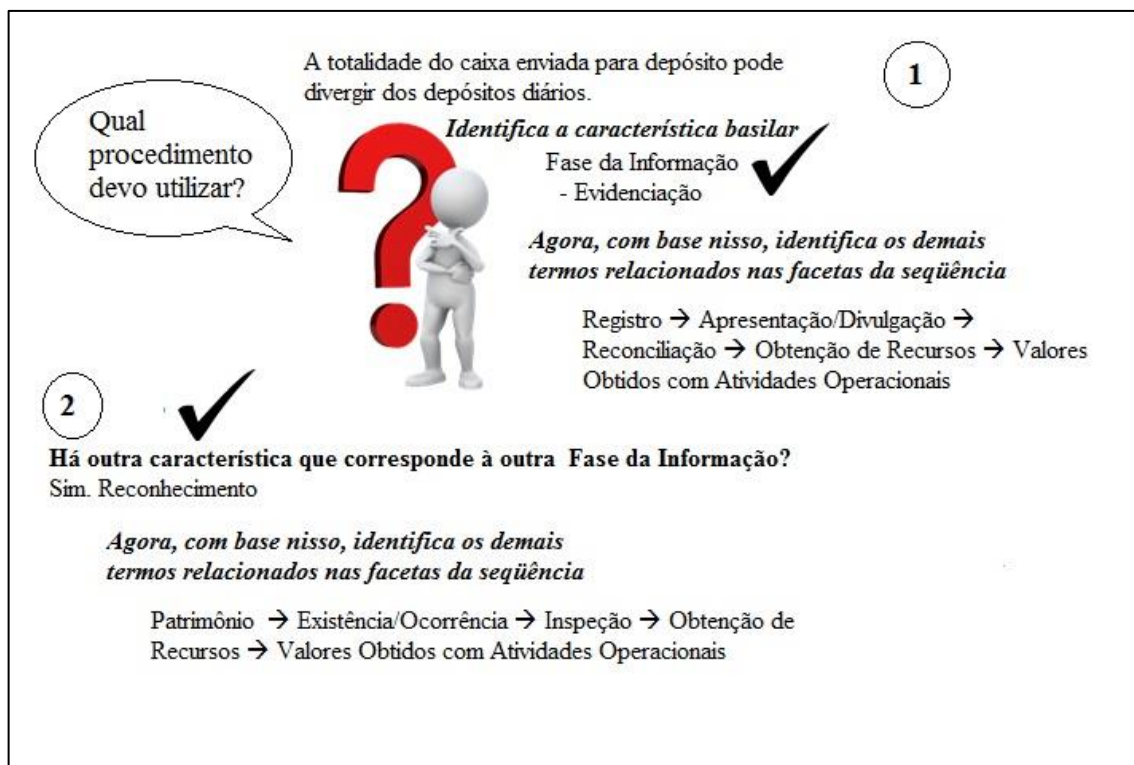 A totalidade do caixa enviada para depósito pode
divergir dos depósitos diários.
1
Qual
procedimento
devo utilizar?
Identifica a característica basilar
Fase da Informação
- Evidenciação
Agora, com base nisso, identifica os demais
termos relacionados nas facetas da seqüência
Registro → Apresentação/Divulgação →
Reconciliação → Obtenção de Recursos → Valores
Obtidos com Atividades Operacionais
2
Há outra característica que corresponde à outra Fase da Informação?
Sim. Reconhecimento
Agora, com base nisso, identifica os demais
termos relacionados nas facetas da seqüência
Patrimônio → Existência/Ocorrência → Inspeção → Obtenção de
Recursos → Valores Obtidos com Atividades Operacionais